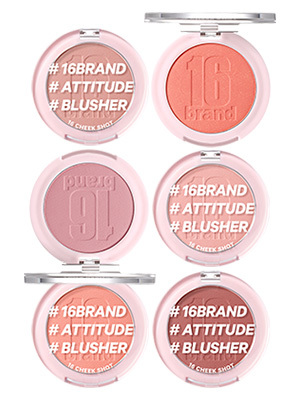 # 16BRAND
# ATTITUDE
# BLUSHER
16 CHEEK SHOT
16
brand
16
brand
# 16BRAND
# ATTITUDE
# BLUSHER
16 CHEEK SHOT
# 16BRAND
# ATTITUDE
# BLUSHER
16 CHEEK SHOT
# 16BRAND
# ATTITUDE
# BLUSHER
16 CHEEK SHOT